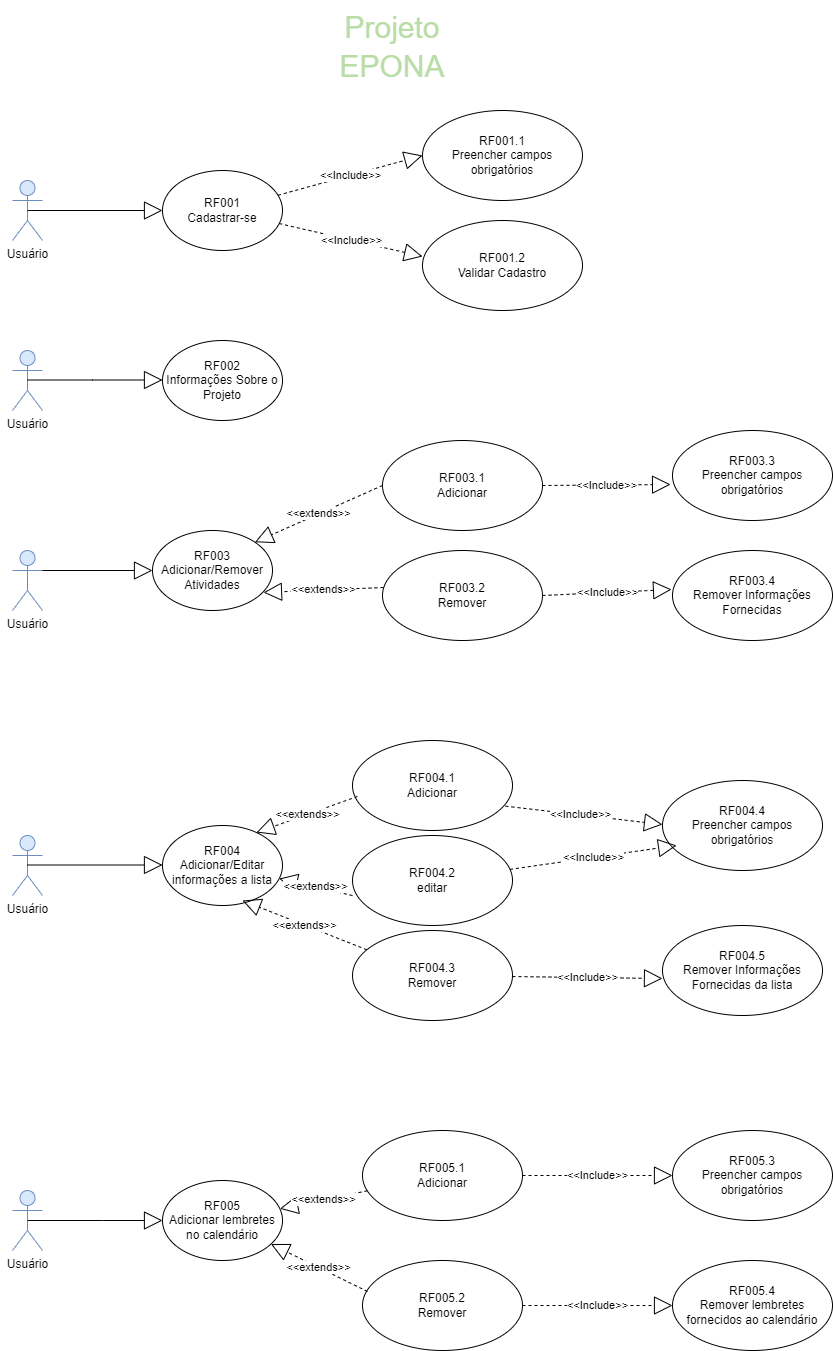 Projeto
EPONA
RF001.1
Preencher campos
obrigatórios
<<Include>>
RF001
Cadastrar-se
Usuário
<<Include>>
RF001.2
Validar Cadastro
RF002
Informações Sobre o
Projeto
Usuário
RF003.1
Adicionar
<<Include>>
RF003.3
Preencher campos
obrigatórios
<<extends>>
RF003
Adicionar/Remover
Atividades
Usuário
<<extends>>
RF003.2
Remover
<<Include>>
RF003.4
Remover Informações
Fornecidas
RF004.1
Adicionar
<<extends>>
<<Include>>
RF004.4
Preencher campos
obrigatórios
RF004
Adicionar/Editar
informações a lista
Usuário
<<extends>>
RF004.2
editar
<<Include>>
<<extends>>
RF004.3
Remover
<<Include>>
RF004.5
Remover Informações
Fornecidas da lista
RF005.1
Adicionar
<<Include>>
RF005.3
Preencher campos
obrigatórios
<<extends>>
RF005
Adicionar lembretes
no calendário
Usuário
<<extends>>
RF005.2
Remover
<<Include>>
RF005.4
Remover lembretes
fornecidos ao calendário